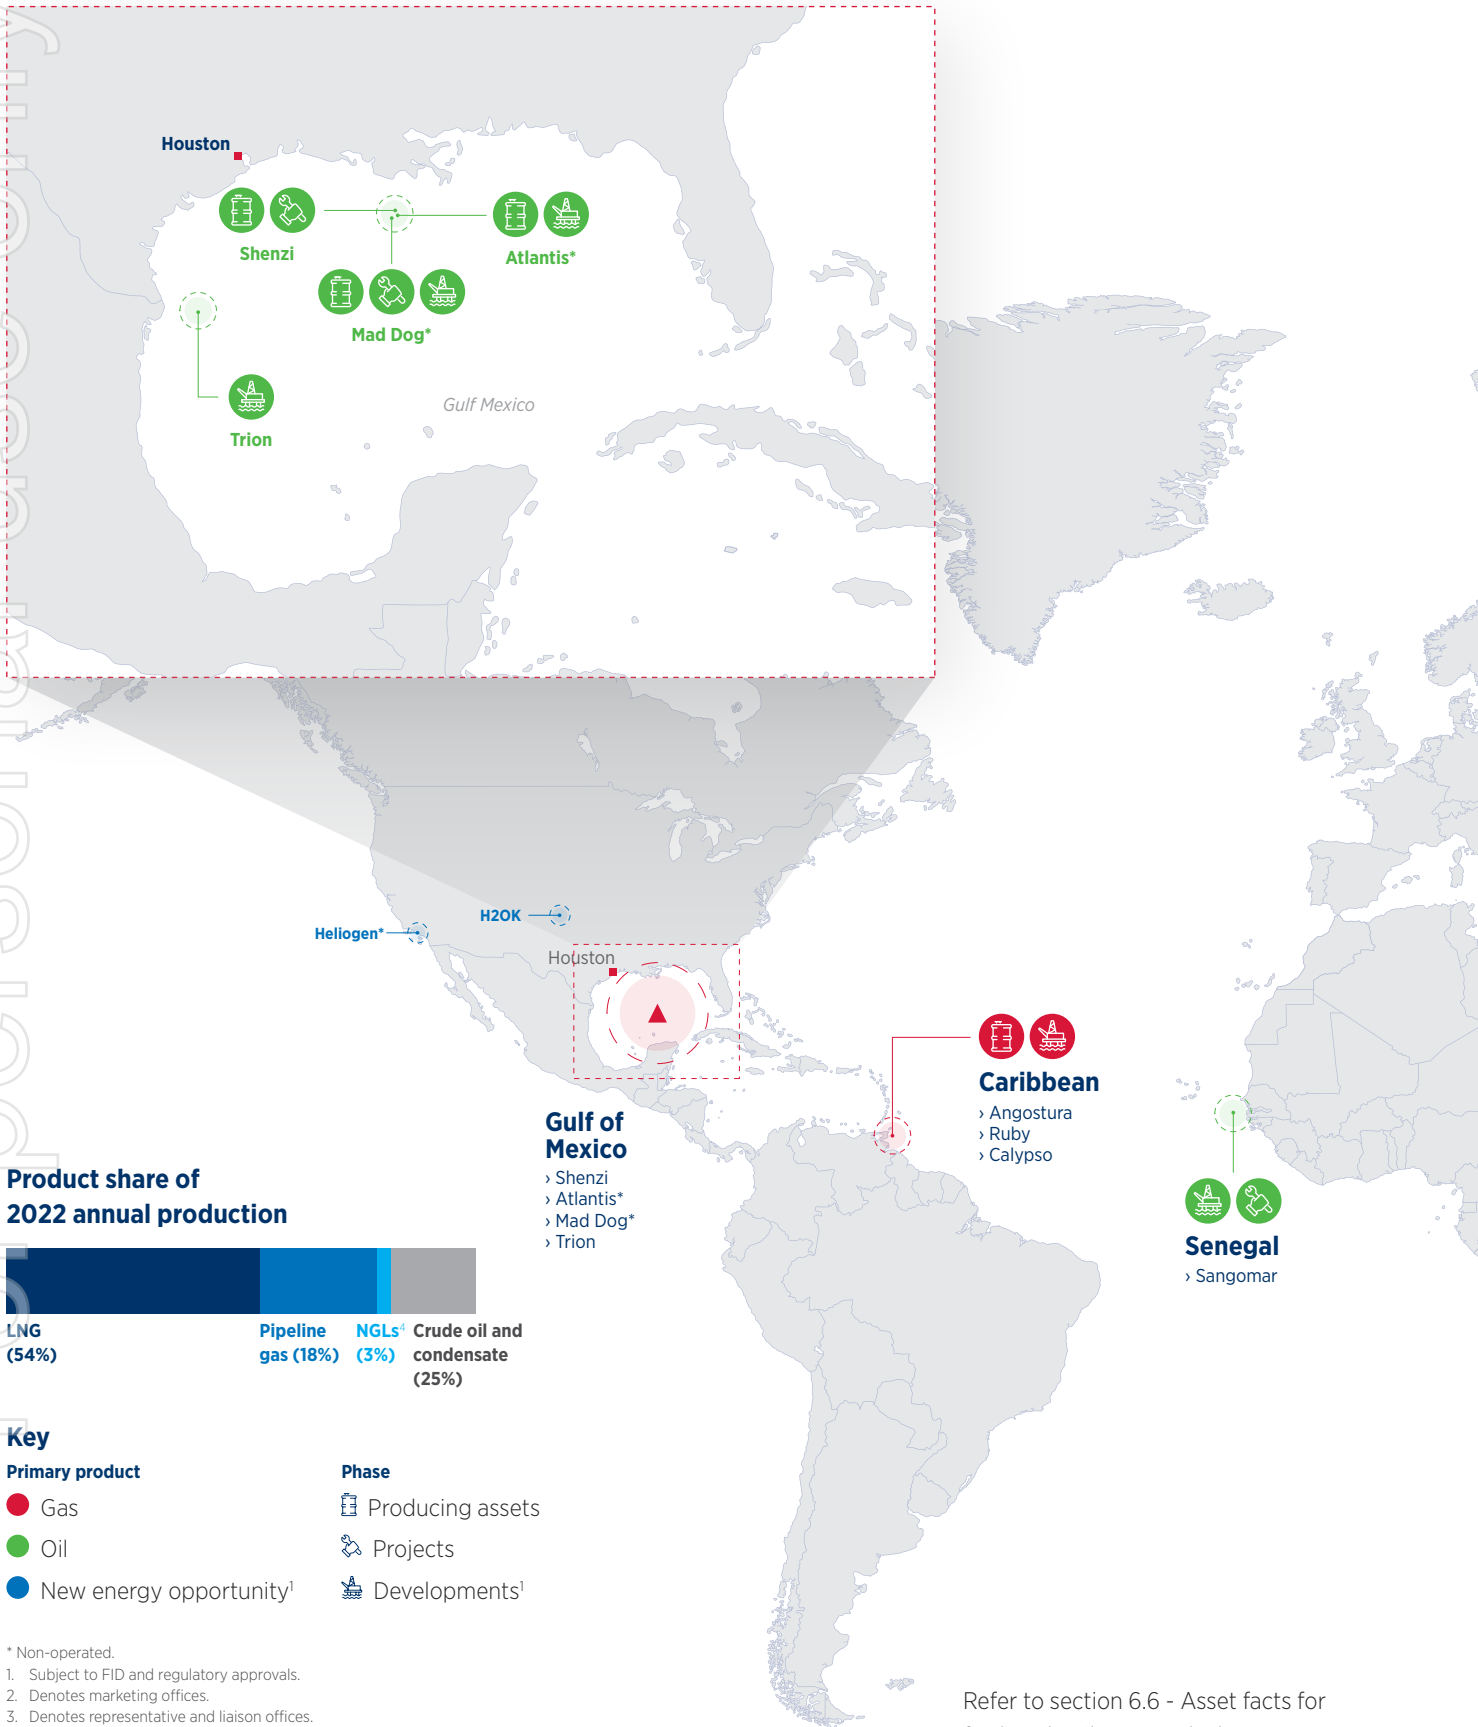 Houston
Shenzi
Atlantis*
Mad Dog*
Gulf Mexico
Trion
H2OK
Heliogen*
Houston
Caribbean
› Angostura
› Ruby
› Calypso
Gulf of
Mexico
› Shenzi
› Atlantis*
› Mad Dog*
› Trion
Senegal
› Sangomar
Product share of
2022 annual production
LNG
(54%)
Pipeline
gas (18%)
NGLs4
(3%)
Crude oil and
condensate
(25%)
Key
Primary product
Gas
Oil
New energy opportunity1
Phase
Producing assets
Projects
Developments1
* Non-operated.
1. Subject to FID and regulatory approvals.
2. Denotes marketing offices.
3. Denotes representative and liaison offices.
Refer to section 6.6 - Asset facts for